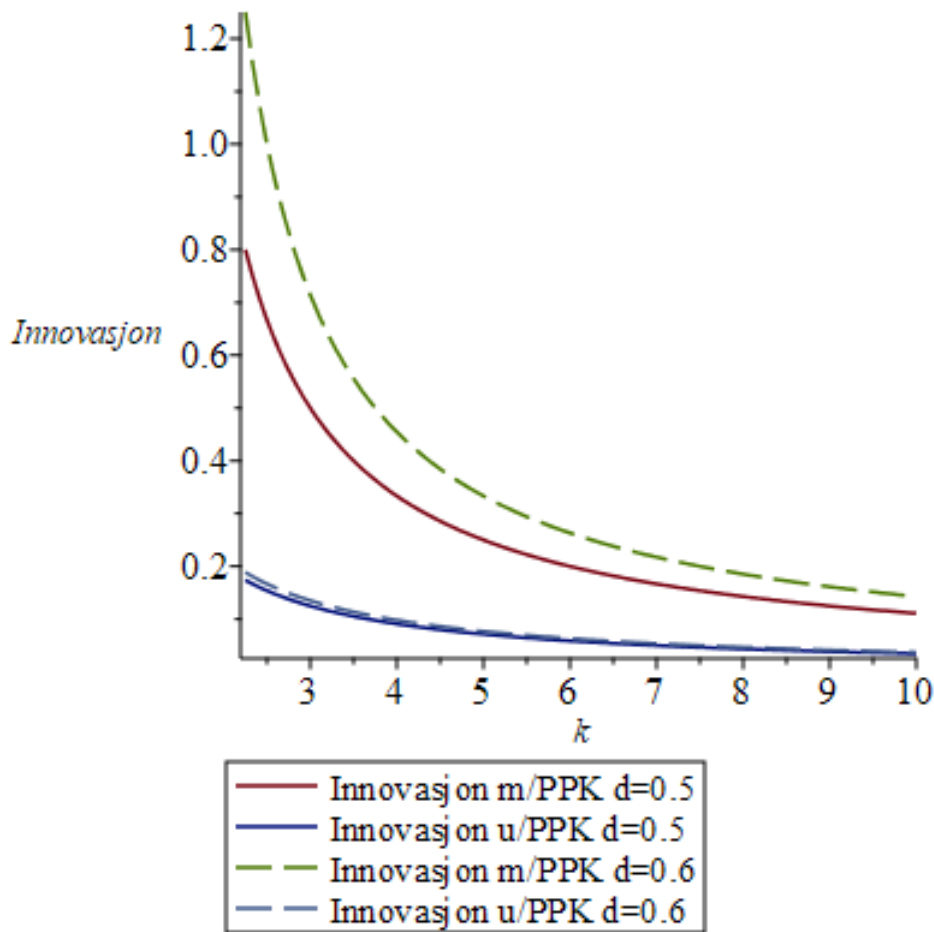 1.2
1.0
0.8
Innovasjon
0.6
0.4
0.2
3 4 5 6 7 8 9 10
k
Innovasjon m/PPK d=0.5
Innovasjon u/PPK d=0.5
Innovasjon m/PPK d=0.6
Innovasjon u/PPK d=0.6